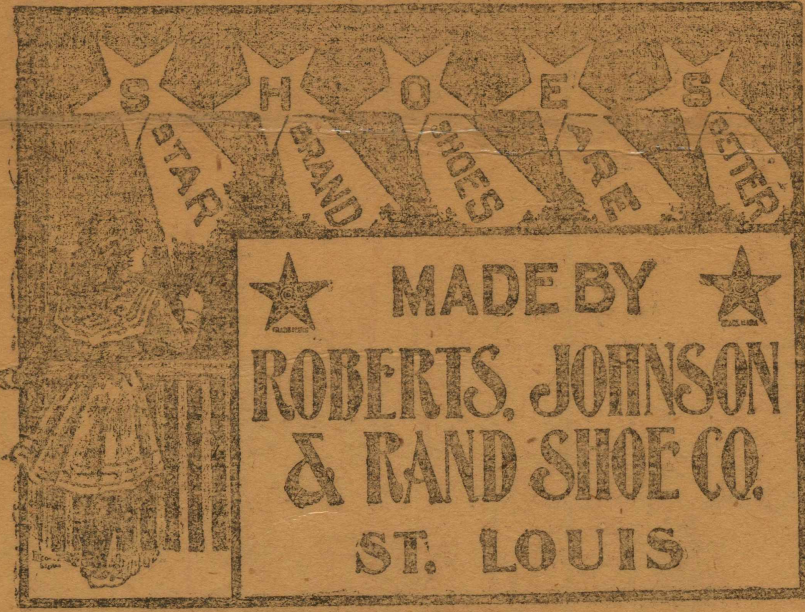 S H O E S
STAR BRAND SHOES ARE BETTER
MADE BY
ROBERTS, JOHNSON
& RAND SHOE CO.
ST. LOUIS